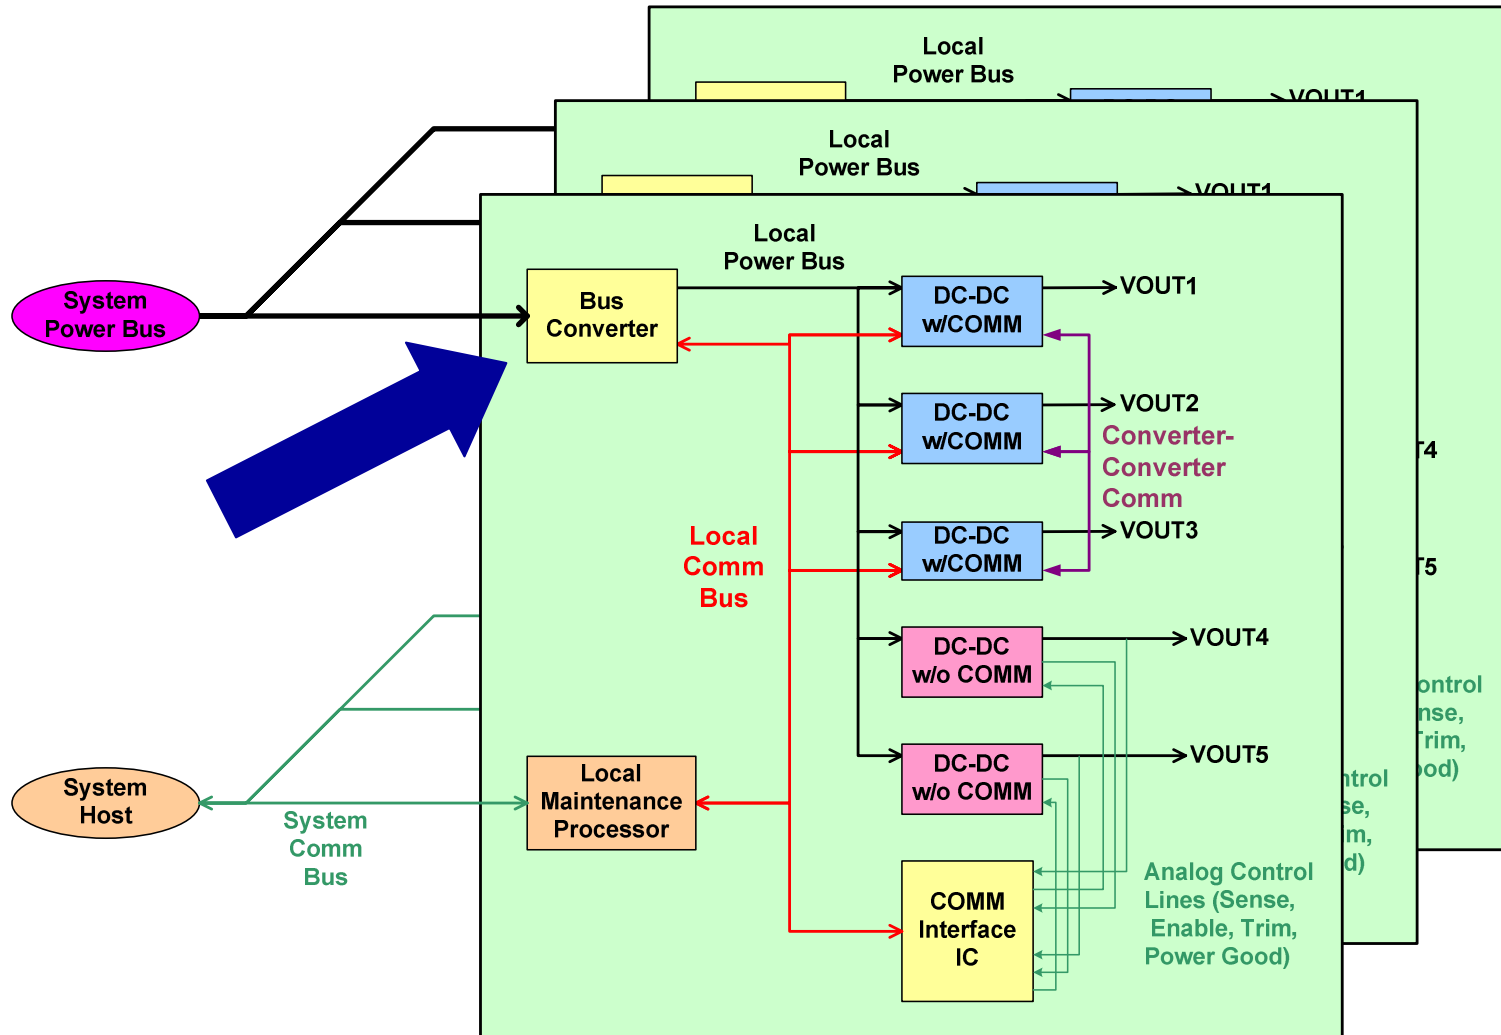 Local
Power Bus
VOUT1
Local
Power Bus
VOUT1
Local
Power Bus
System
Power Bus
Bus
Converter
DC-DC
w/COMM
VOUT1
DC-DC
w/COMM
VOUT2
Converter-
Converter
Comm
DC-DC
w/COMM
VOUT3
Local
Comm
Bus
DC-DC
w/o COMM
VOUT4
DC-DC
w/o COMM
VOUT5
System
Host
System
Comm
Bus
Local
Maintenance
Processor
COMM
Interface
IC
Analog Control
Lines (Sense,
Enable, Trim,
Power Good)